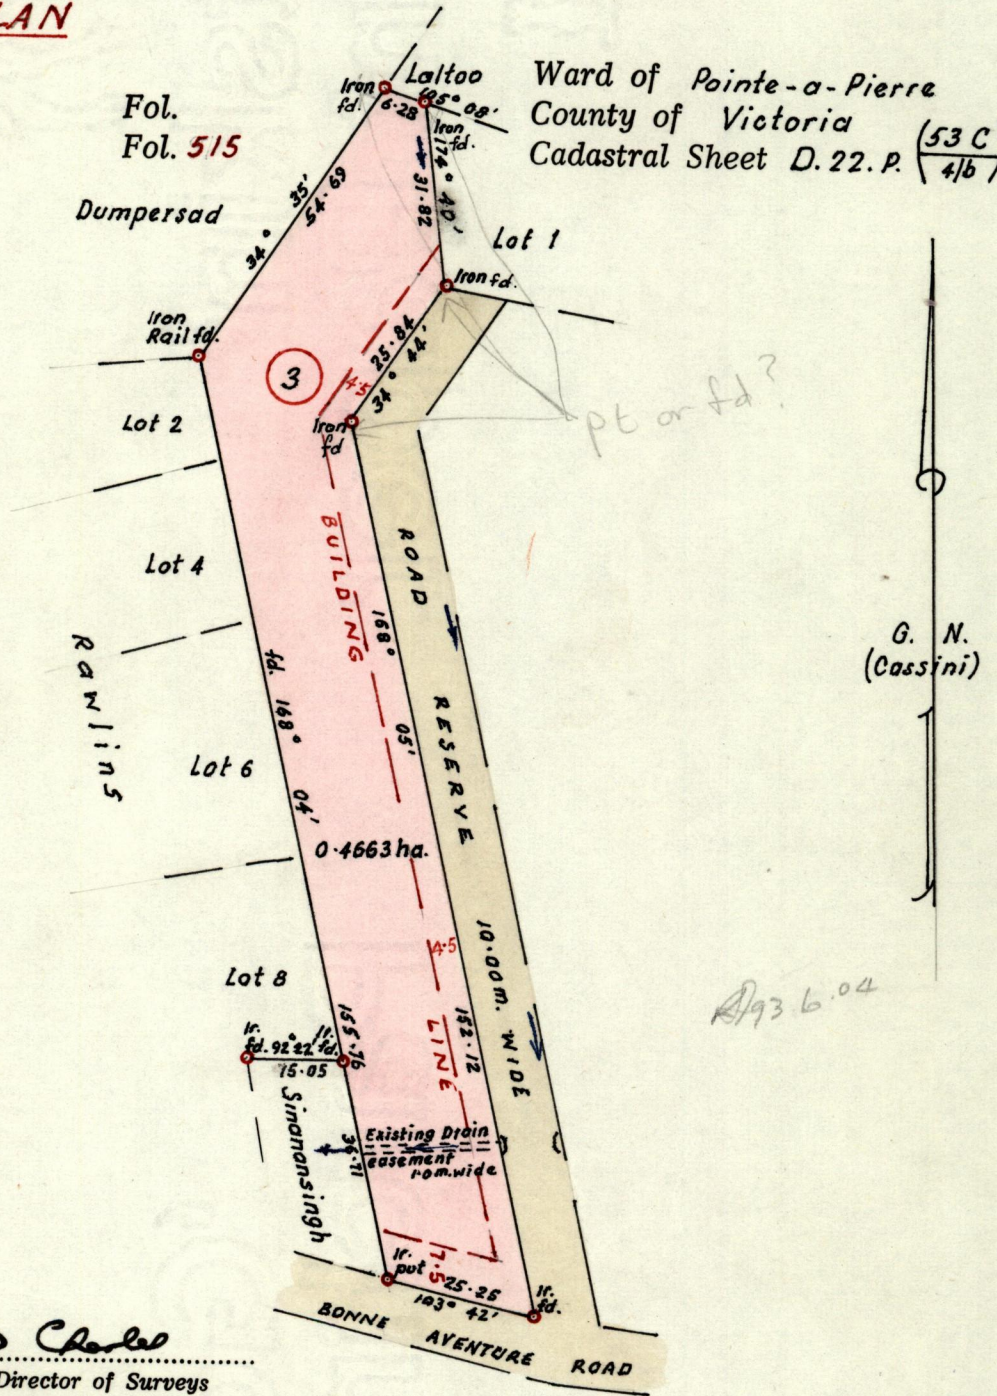 LAN
Fol.
Fol. 515
Ward of Pointe-a-Pierre
County of Victoria
Cadastral Sheet D.22.P. (53 C
4/b)
Iron
fd.
Laltoo
105° 08'
6.28
Iron
fd.
174° 40'
31.82
Dumpersad
34° 35'
54.69
Lot 1
Iron fd.
Iron
Rail fd.
3
25.84
34° 44'
4.5
Iron
fd
pt or fd?
Lot 2
Lot 4
Rawlins
Lot 6
Lot 8
BUILDING
LINE
ROAD RESERVE 10.00m. WIDE
168° 05'
152.12
fd. 168° 04'
155.76
0.4663 ha.
4.5
G. N.
(Cassini)
93 6.04
Ir.
fd. 92° 22'
Ir.
fd.
15.05
Sinanansingh
36.71
Existing Drain
easement
1.0m. wide
Ir.
put
7.5
25.25
103° 42'
Ir.
fd.
BONNE AVENTURE ROAD
Charles
Director of Surveys